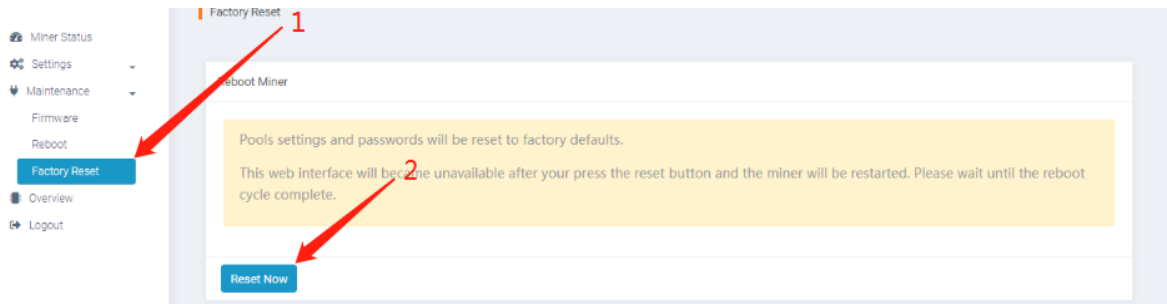 Factory Reset
1
Miner Status
Settings
Maintenance
Firmware
Reboot
Factory Reset
Overview
Logout
Reboot Miner
Pools settings and passwords will be reset to factory defaults.
2
This web interface will become unavailable after your press the reset button and the miner will be restarted. Please wait until the reboot
cycle complete.
Reset Now